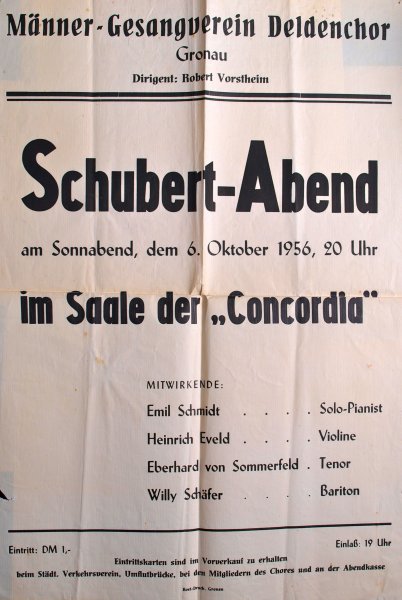 Männer-Gesangverein Deldenchor
Gronau
Dirigent: Robert Vorstheim
Schubert-Abend
am Sonnabend, dem 6. Oktober 1956, 20 Uhr
im Saale der „Concordia"
MITWIRKENDE:
Emil Schmidt . . . . Solo-Pianist
Heinrich Eveld . . . . Violine
Eberhard von Sommerfeld . Tenor
Willy Schäfer . . . . Bariton
Eintritt: DM 1,- Einlaß: 19 Uhr
Eintrittskarten sind im Vorverkauf zu erhalten
beim Städt. Verkehrsverein, Umflutbrücke, bei den Mitgliedern des Chores und an der Abendkasse
-Druck, Gronau